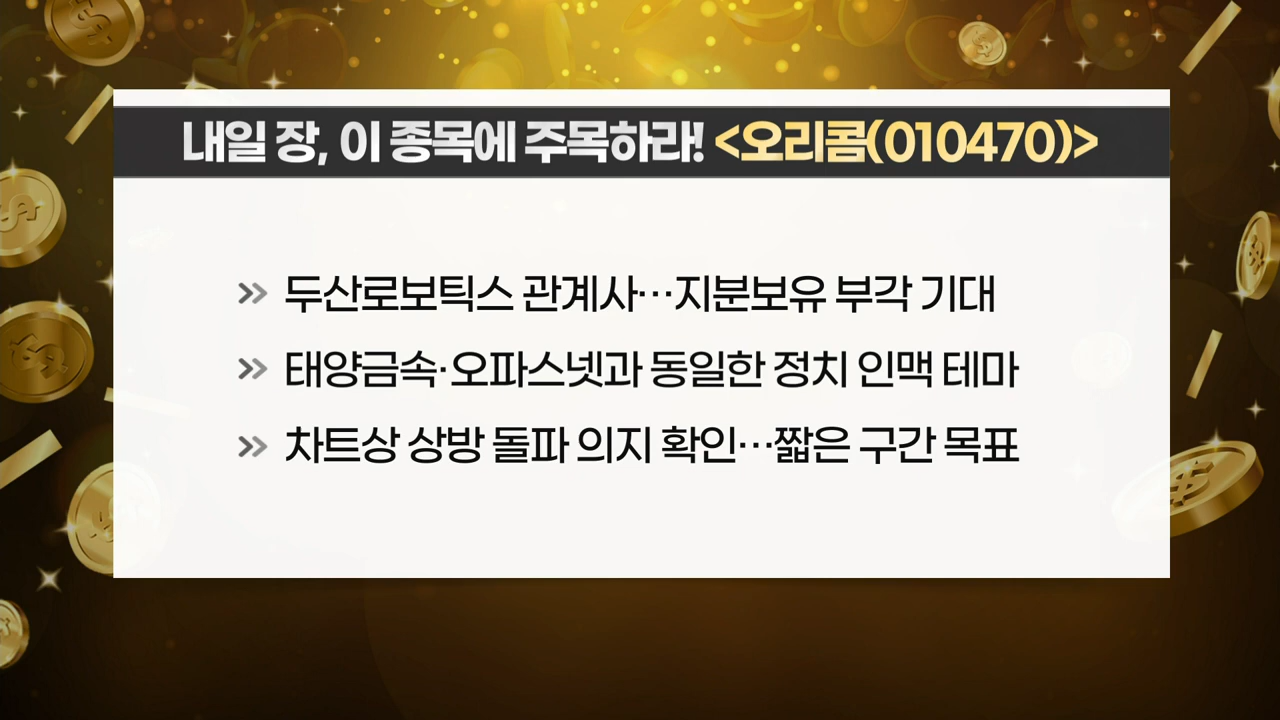 내일 장, 이 종목에 주목하라! <오리콤(010470)>
>> 두산로보틱스 관계사…지분보유 부각 기대
>> 태양금속·오파스넷과 동일한 정치 인맥 테마
>> 차트상 상방 돌파 의지 확인…짧은 구간 목표